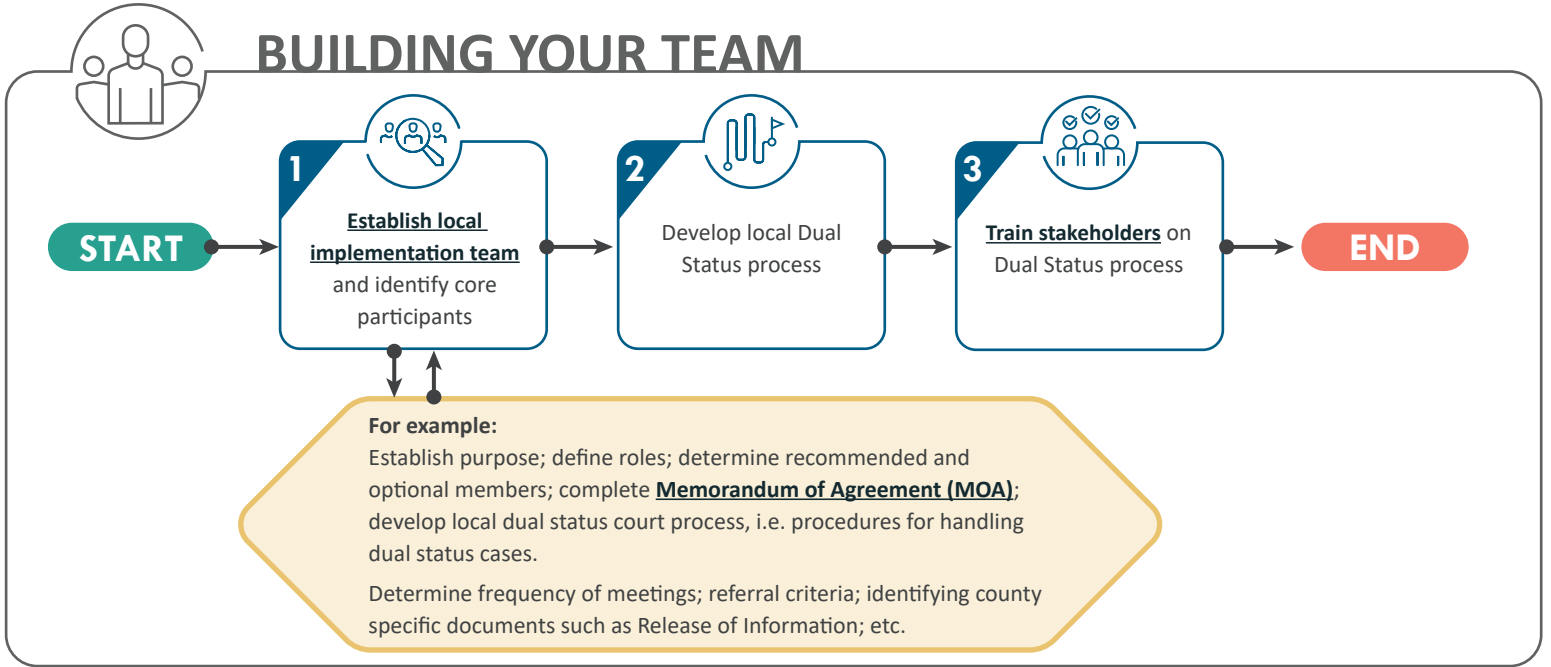 BUILDING YOUR TEAM
START
1
Establish local
implementation team
and identify core
participants
2
Develop local Dual
Status process
3
Train stakeholders on
Dual Status process
END
For example:
Establish purpose; define roles; determine recommended and
optional members; complete Memorandum of Agreement (MOA);
develop local dual status court process, i.e. procedures for handling
dual status cases.
Determine frequency of meetings; referral criteria; identifying county
specific documents such as Release of Information; etc.